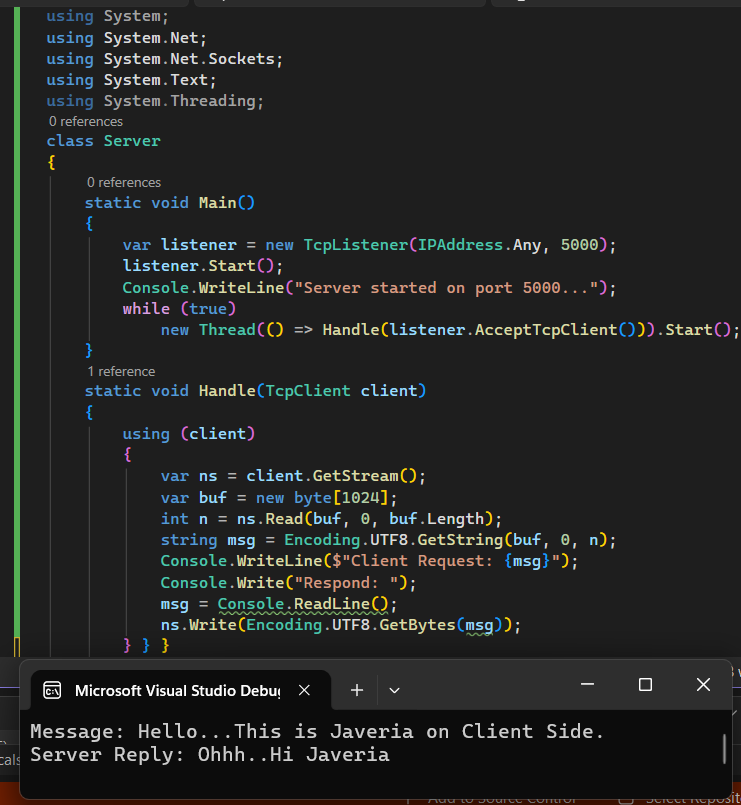 using System;
using System.Net;
using System.Net.Sockets;
using System.Text;
using System.Threading;
0 references
class Server
{
0 references
static void Main()
{
var listener = new TcpListener(IPAddress.Any, 5000);
listener.Start();
Console.WriteLine("Server started on port 5000...");
while (true)
new Thread(() => Handle(listener.AcceptTcpClient())).Start();
}
1 reference
static void Handle(TcpClient client)
{
using (client)
{
var ns = client.GetStream();
var buf = new byte[1024];
int n = ns.Read(buf, 0, buf.Length);
string msg = Encoding.UTF8.GetString(buf, 0, n);
Console.WriteLine($"Client Request: {msg}");
Console.Write("Respond: ");
msg = Console.ReadLine();
ns.Write(Encoding.UTF8.GetBytes(msg));
} } }
Microsoft Visual Studio Debug
Message: Hello...This is Javeria on Client Side.
Server Reply: Ohhh..Hi Javeria
Add to Source Control